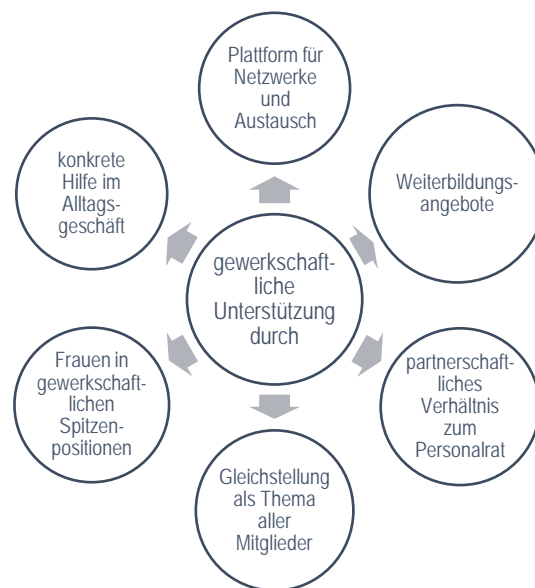 Plattform für
Netzwerke
und
Austausch
konkrete
Hilfe im
Alltags-
geschäft
Weiterbildungs-
angebote
gewerkschaft-
liche
Unterstützung
durch
Frauen in
gewerkschaft-
lichen
Spitzen-
positionen
partnerschaft-
liches
Verhältnis
zum
Personalrat
Gleichstellung
als Thema
aller
Mitglieder